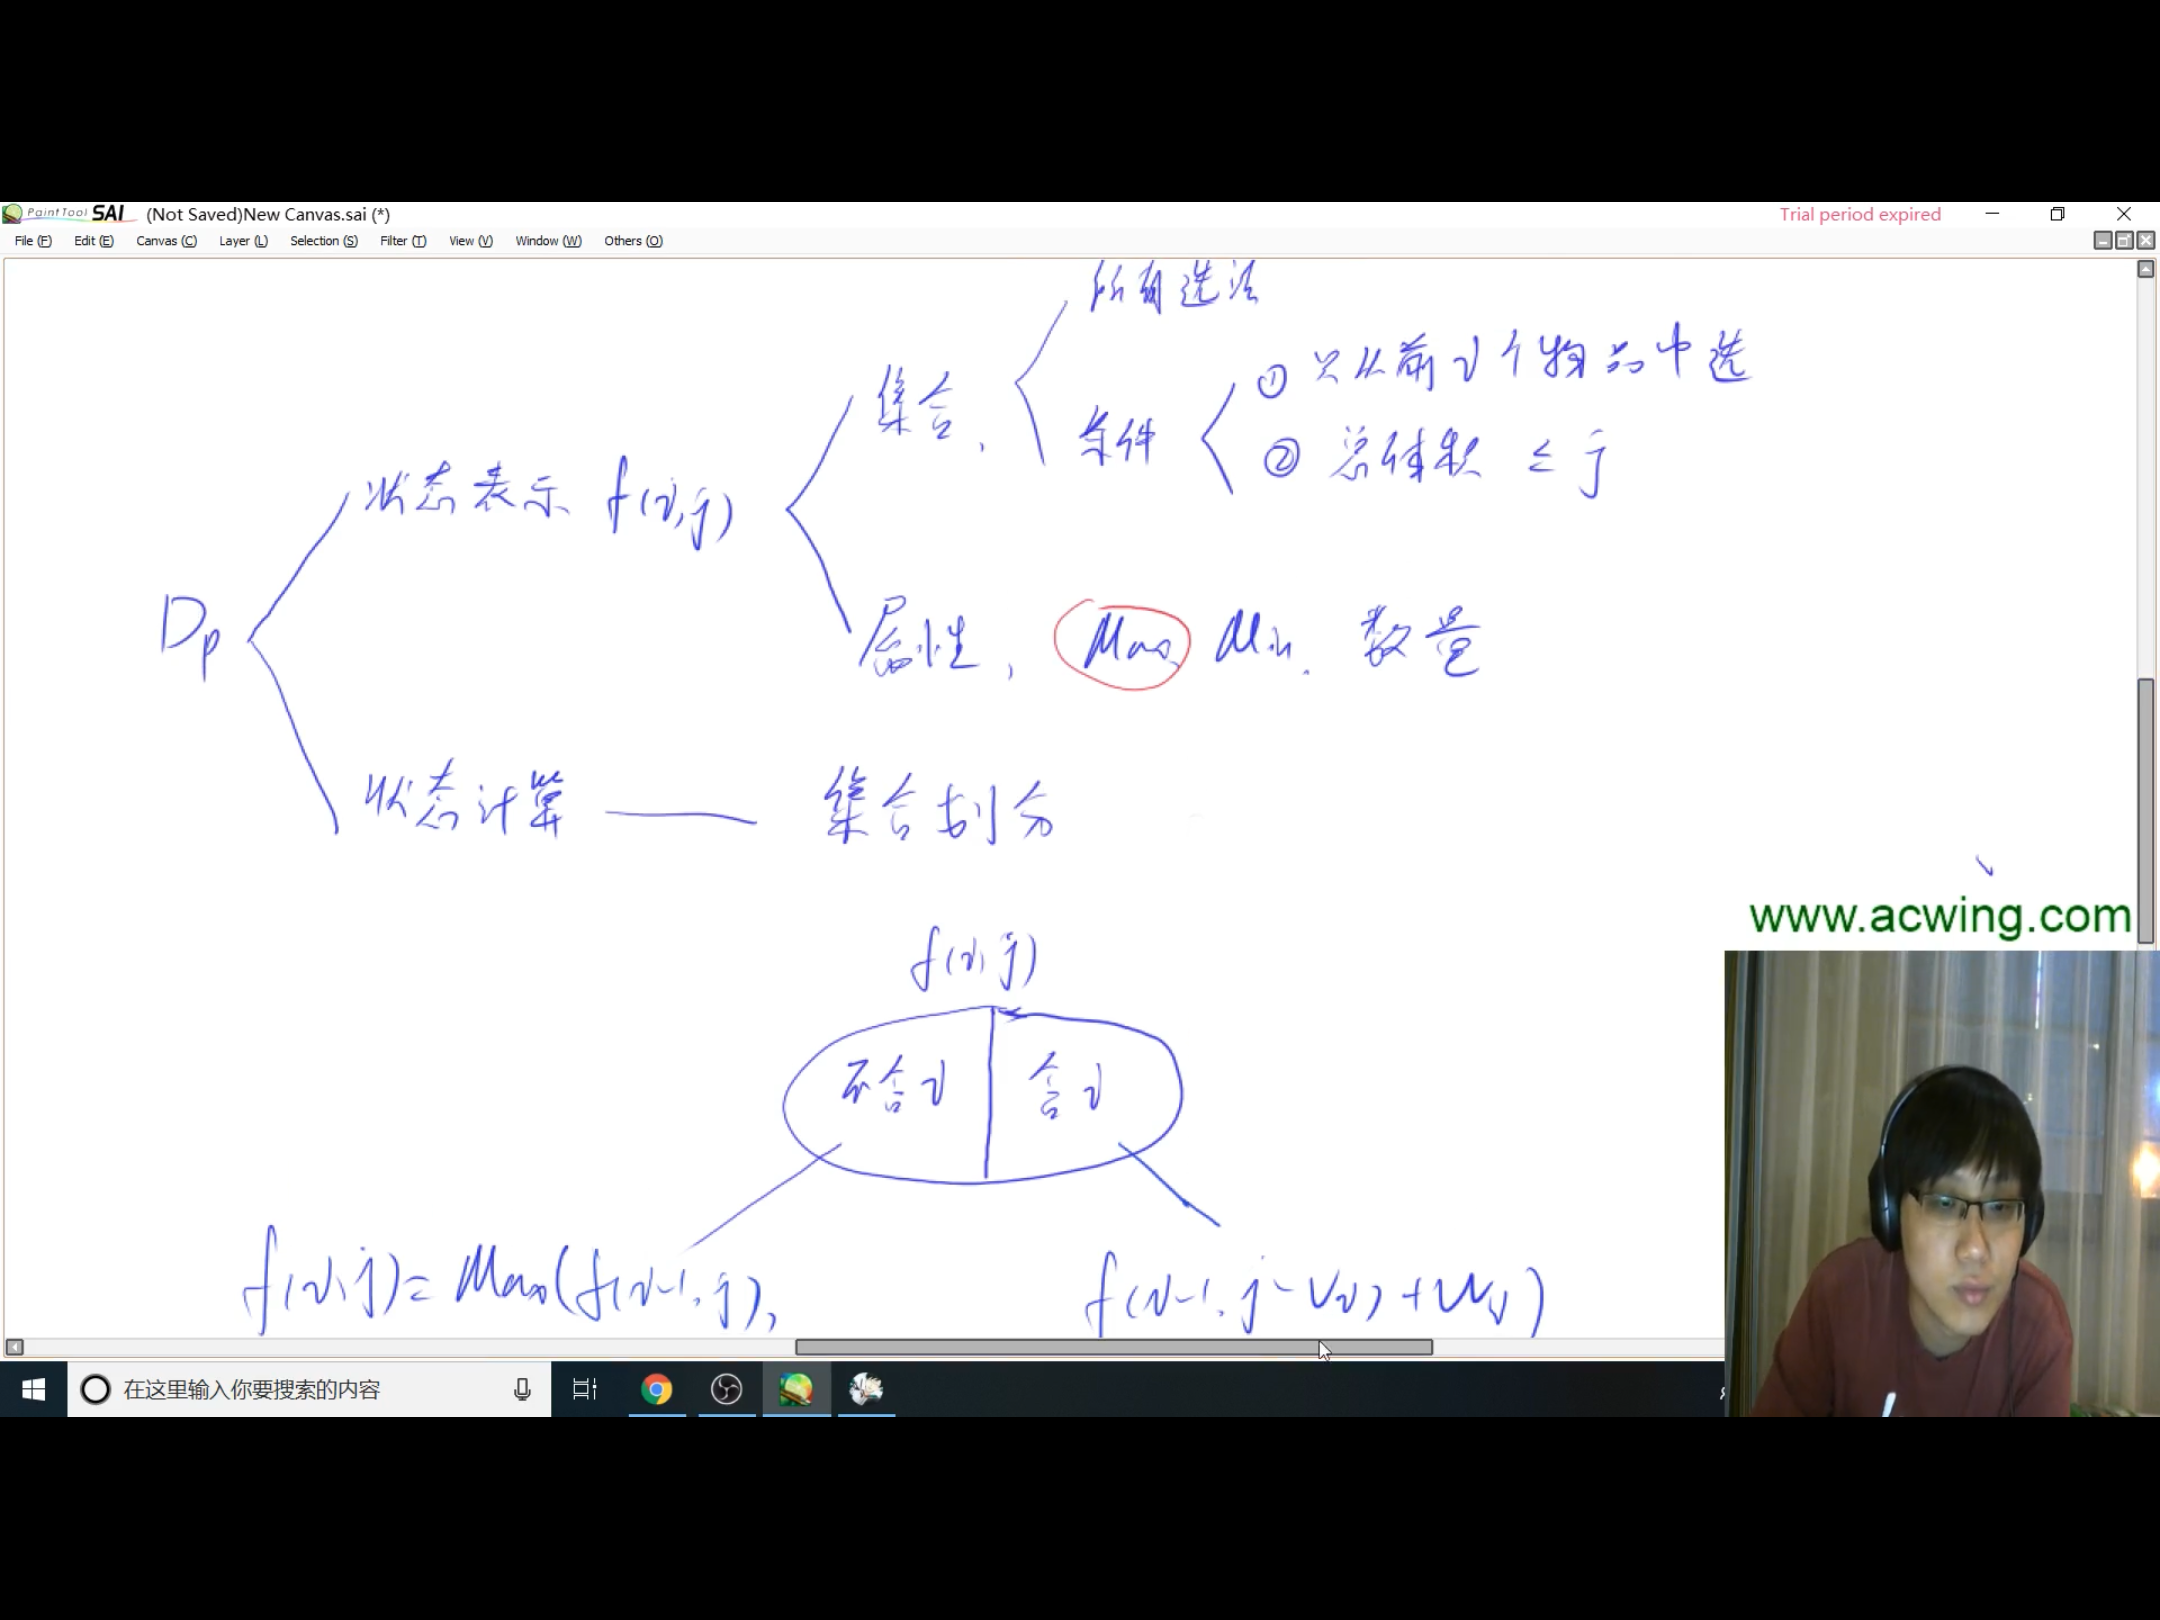 PaintTool SAI (Not Saved)New Canvas.sai (*) Trial period expired
File (F) Edit (E) Canvas (C) Layer (L) Selection (S) Filter (T) View (V) Window (W) Others (O)
所有选法
集合,
① 只从前i个物品中选
条件
② 总体积 ≤ j
状态表示 f(i,j)
Dp
属性, Max, Min, 数量
状态计算 集合划分
www.acwing.com
f(i,j)
不含i 含i
f(i,j)= Max(f(i-1,j), f(i-1, j-Vi)+Wi)
在这里输入你要搜索的内容